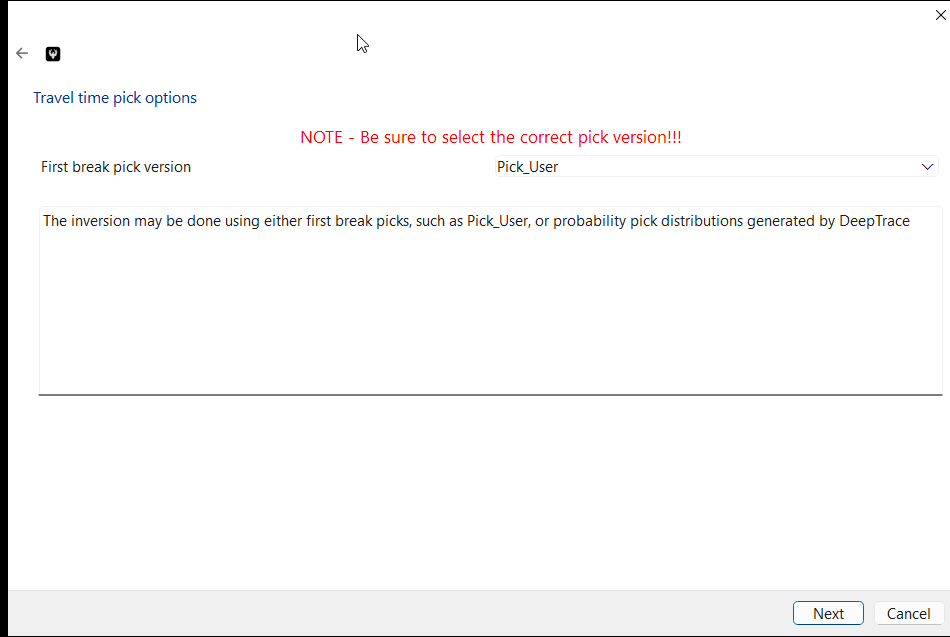 Travel time pick options
NOTE - Be sure to select the correct pick version!!!
First break pick version
Pick_User
The inversion may be done using either first break picks, such as Pick_User, or probability pick distributions generated by DeepTrace
Next
Cancel